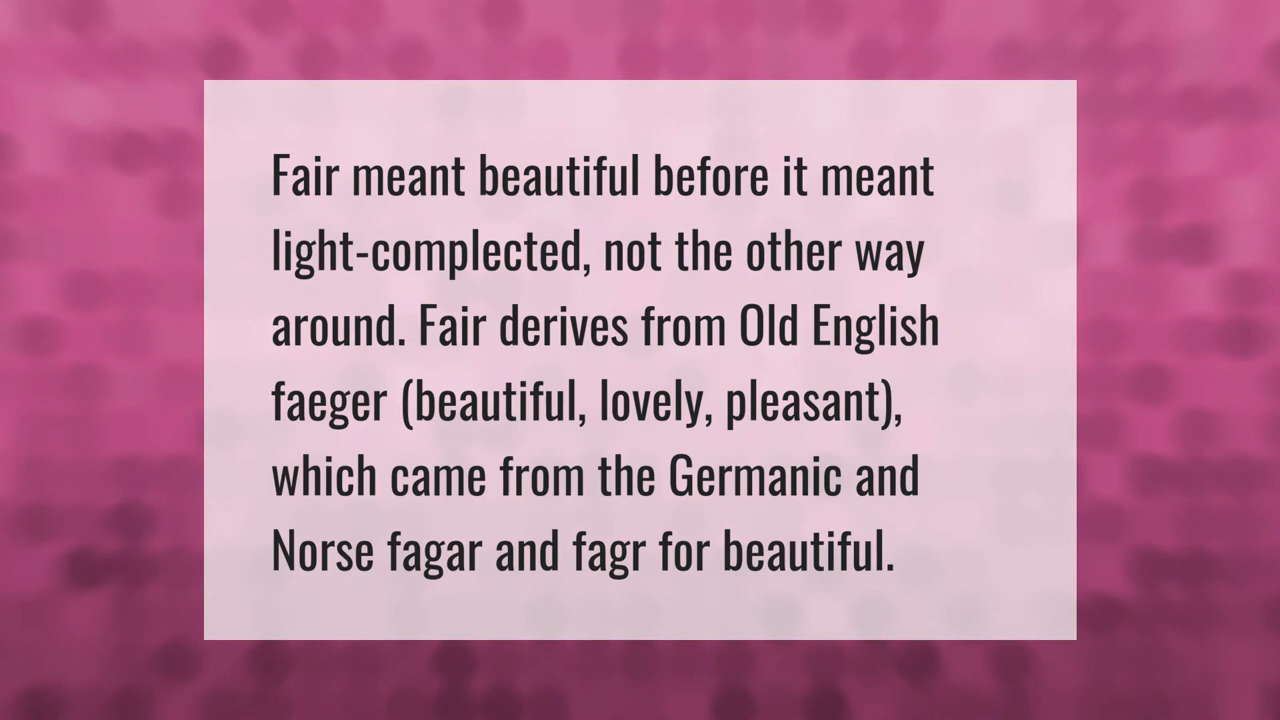 Fair meant beautiful before it meant
light-complected, not the other way
around. Fair derives from Old English
faeger (beautiful, lovely, pleasant),
which came from the Germanic and
Norse fagar and fagr for beautiful.